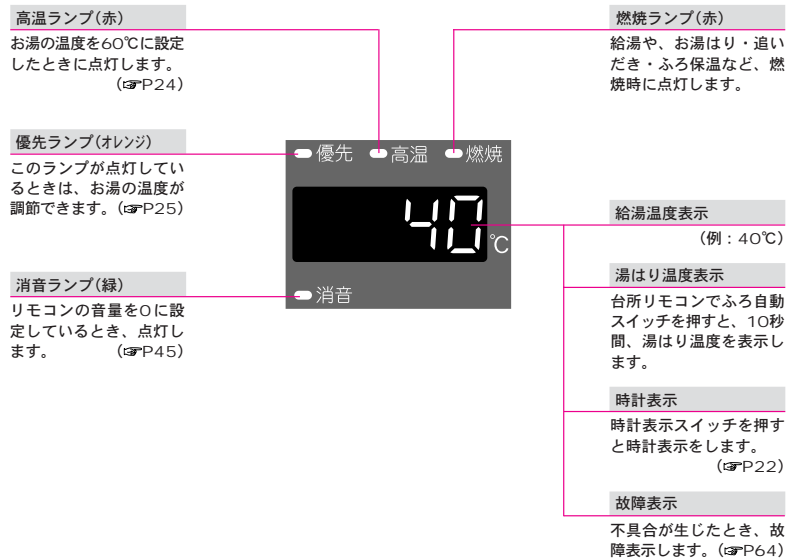 高温ランプ(赤)
お湯の温度を60℃に設定
したときに点灯します。
(☞P24)
優先ランプ(オレンジ)
このランプが点灯してい
るときは、お湯の温度が
調節できます。(☞P25)
消音ランプ(緑)
リモコンの音量を0に設
定しているとき、点灯し
ます。 (☞P45)
優先 高温 燃焼
40℃
消音
燃焼ランプ(赤)
給湯や、お湯はり・追い
だき・ふろ保温など、燃
焼時に点灯します。
給湯温度表示
(例：40℃)
湯はり温度表示
台所リモコンでふろ自動
スイッチを押すと、10秒
間、湯はり温度を表示し
ます。
時計表示
時計表示スイッチを押す
と時計表示をします。
(☞P22)
故障表示
不具合が生じたとき、故
障表示します。(☞P64)